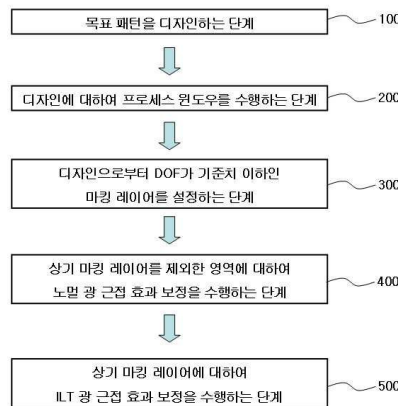 목표 패턴을 디자인하는 단계
100
디자인에 대하여 프로세스 윈도우를 수행하는 단계
200
디자인으로부터 DOF가 기준치 이하인
마킹 레이어를 설정하는 단계
300
상기 마킹 레이어를 제외한 영역에 대하여
노멀 광 근접 효과 보정을 수행하는 단계
400
상기 마킹 레이어에 대하여
ILT 광 근접 효과 보정을 수행하는 단계
500